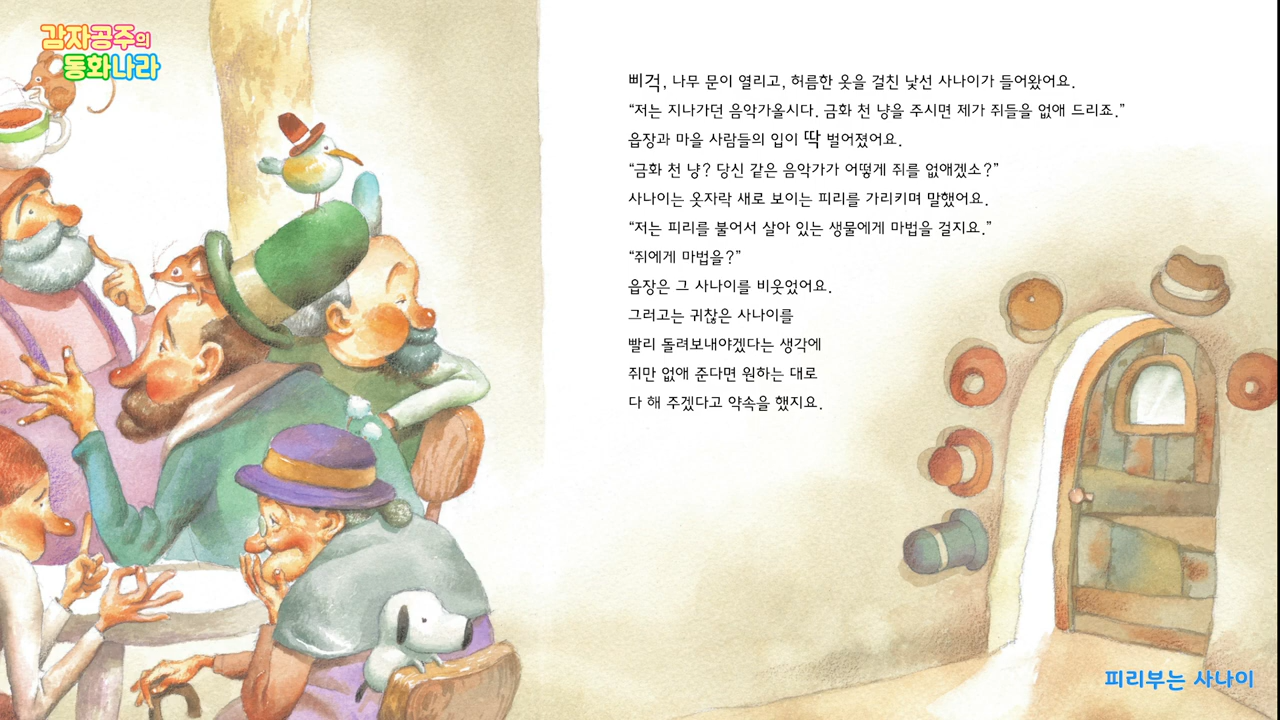 감자공주의
동화나라
삐걱, 나무 문이 열리고, 허름한 옷을 걸친 낯선 사나이가 들어왔어요.
“저는 지나가던 음악가올시다. 금화 천 냥을 주시면 제가 쥐들을 없애 드리죠.”
읍장과 마을 사람들의 입이 딱 벌어졌어요.
“금화 천 냥? 당신 같은 음악가가 어떻게 쥐를 없애겠소?”
사나이는 옷자락 새로 보이는 피리를 가리키며 말했어요.
“저는 피리를 불어서 살아 있는 생물에게 마법을 걸지요.”
“쥐에게 마법을?”
읍장은 그 사나이를 비웃었어요.
그러고는 귀찮은 사나이를
빨리 돌려보내야겠다는 생각에
쥐만 없애 준다면 원하는 대로
다 해 주겠다고 약속을 했지요.
피리부는 사나이